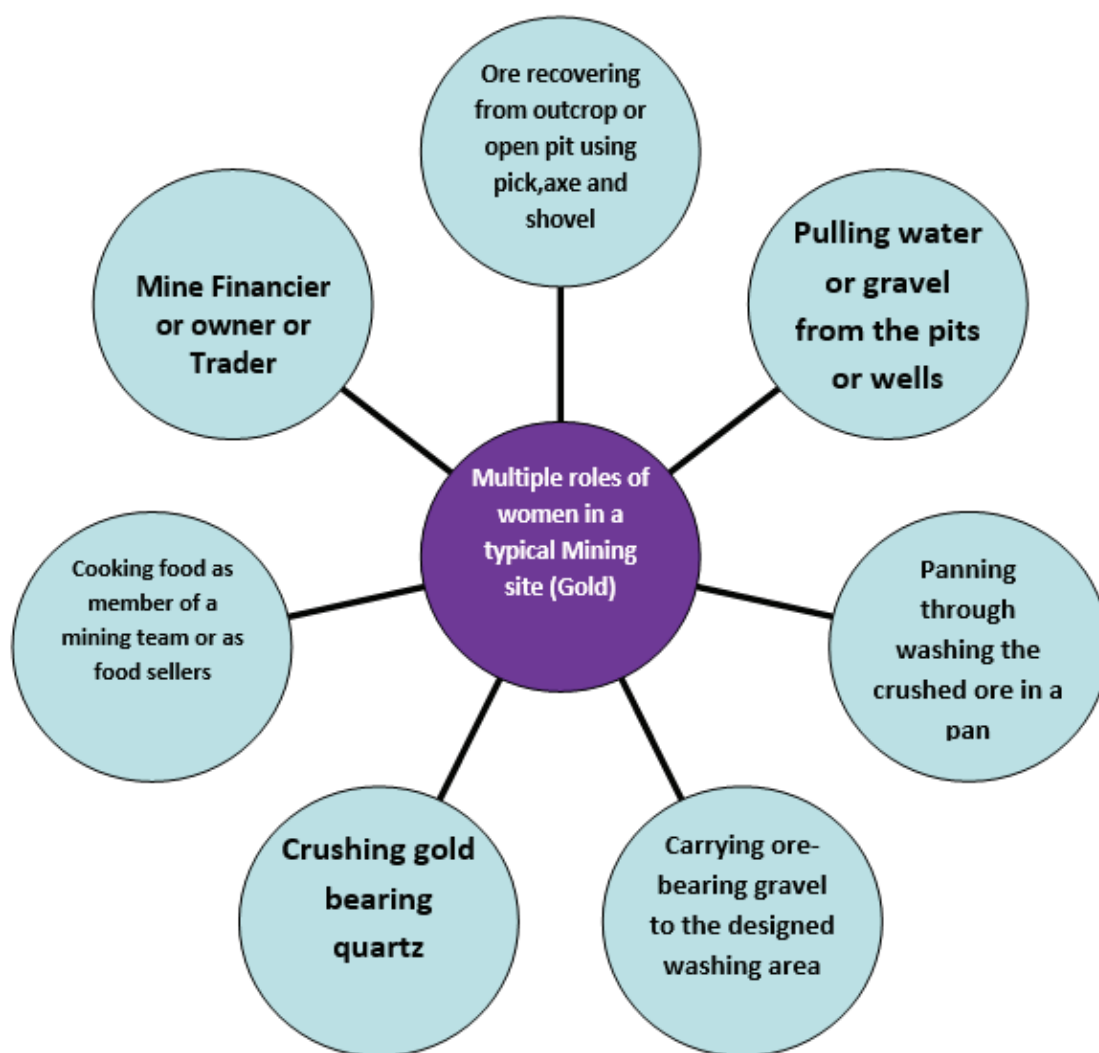 Ore recovering
from outcrop or
open pit using
pick,axe and
shovel
Pulling water
or gravel
from the pits
or wells
Mine Financier
or owner or
Trader
Multiple roles of
women in a
typical Mining
site (Gold)
Cooking food as
member of a
mining team or as
food sellers
Panning
through
washing the
crushed ore in a
pan
Crushing gold
bearing
quartz
Carrying ore-
bearing gravel
to the designed
washing area